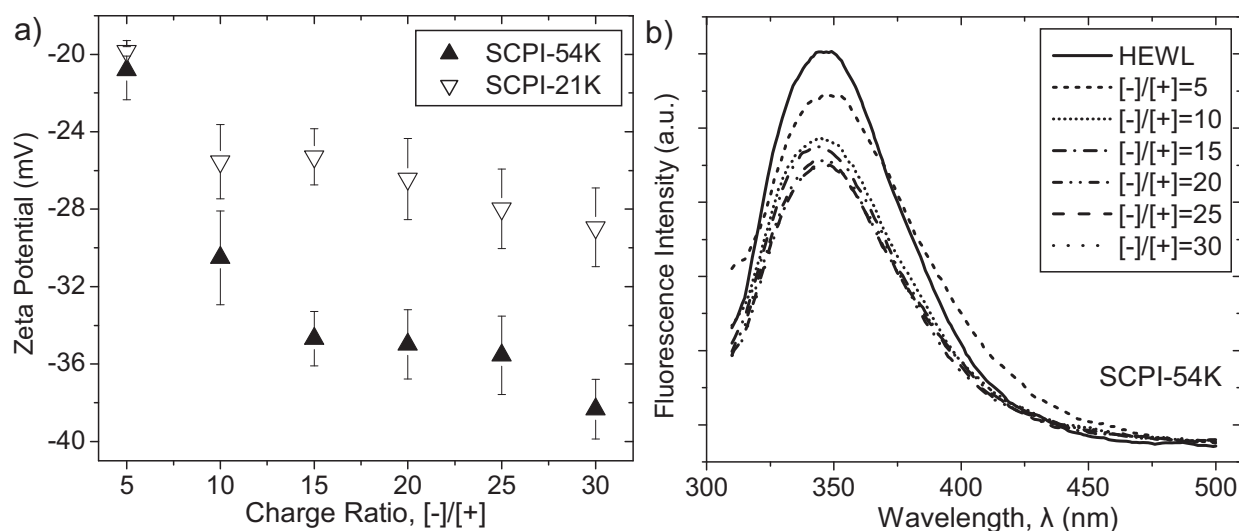 a)
SCPI-54K
SCPI-21K
-20
-24
-28
-32
-36
-40
Zeta Potential (mV)
5 10 15 20 25 30
Charge Ratio, [-]/[+]
b)
HEWL
[-]/[+]=5
[-]/[+]=10
[-]/[+]=15
[-]/[+]=20
[-]/[+]=25
[-]/[+]=30
SCPI-54K
Fluorescence Intensity (a.u.)
300 350 400 450 500
Wavelength, λ (nm)